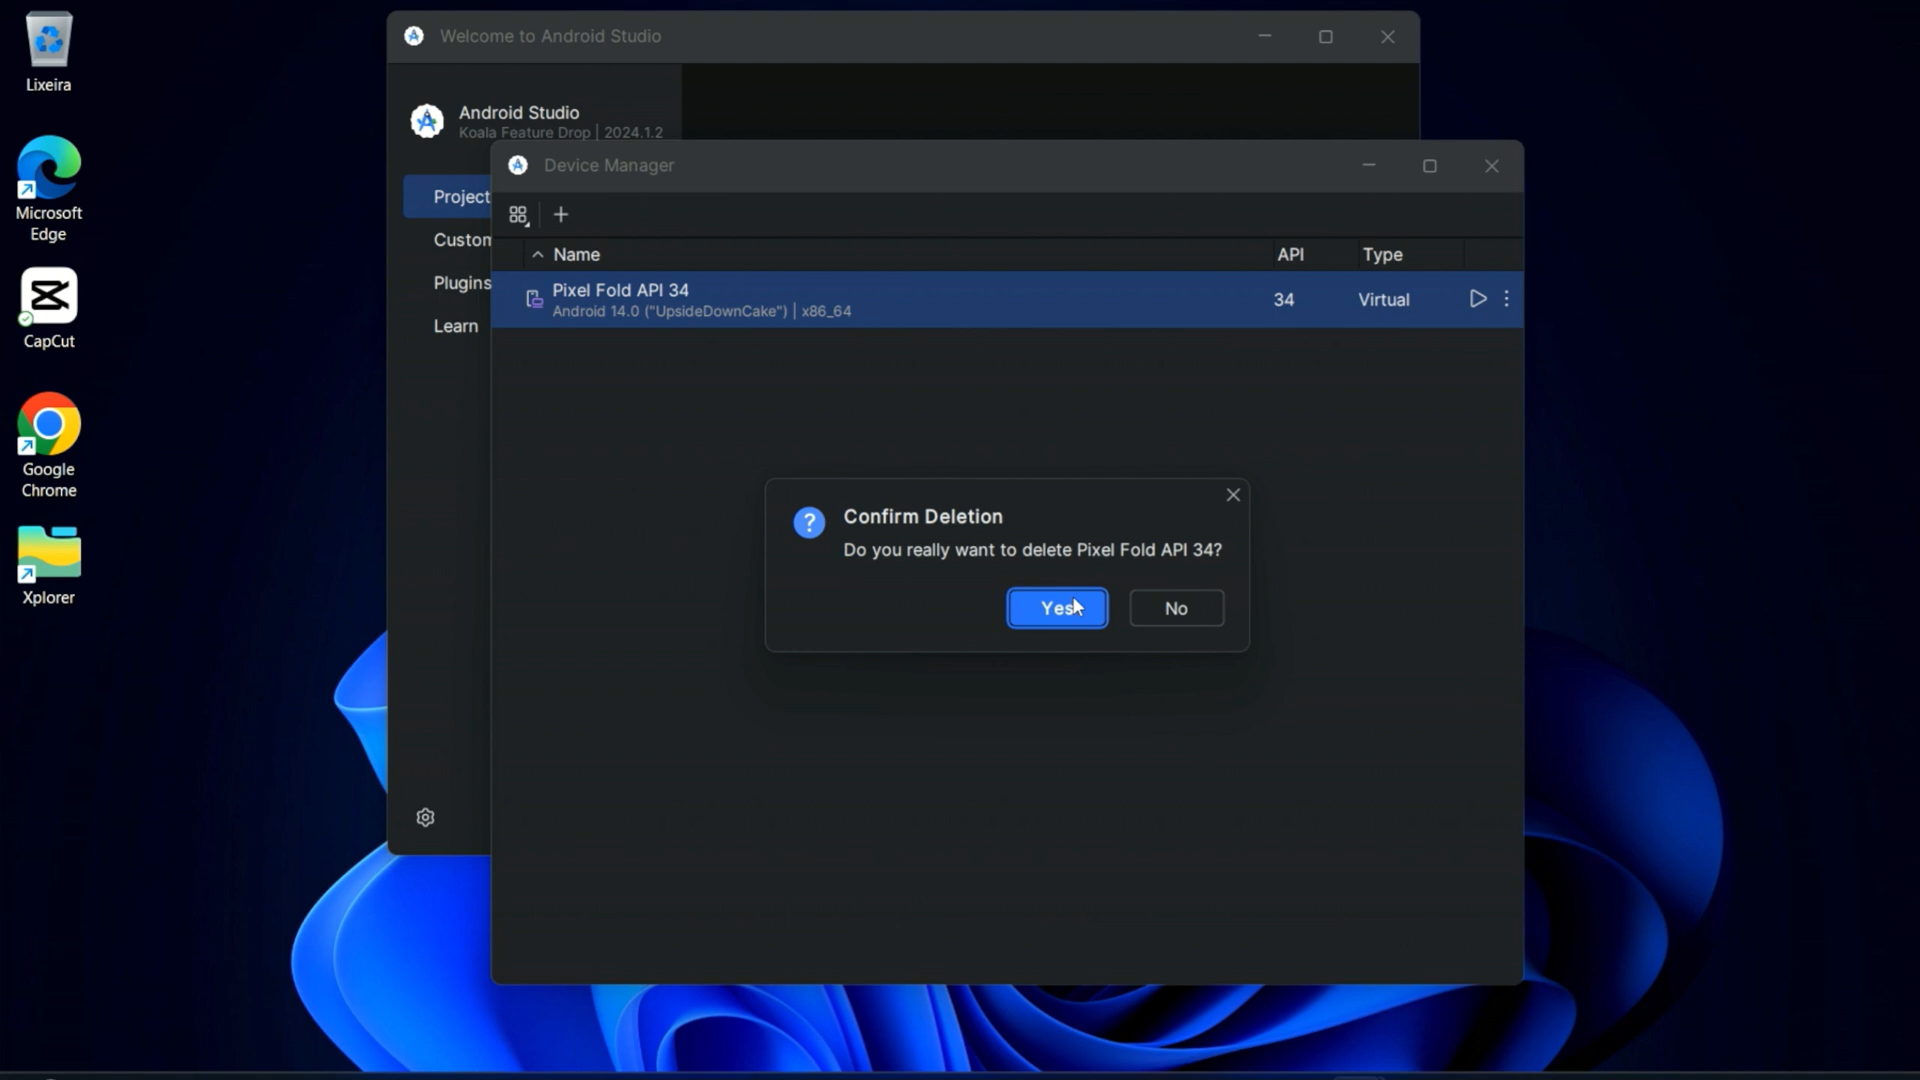 Lixeira
Microsoft
Edge
CapCut
Google
Chrome
Xplorer
Welcome to Android Studio
Android Studio
Koala Feature Drop | 2024.1.2
Project
Custom
Plugins
Learn
Device Manager
Name API Type
Pixel Fold API 34
Android 14.0 ("UpsideDownCake") | x86_64
34 Virtual
Confirm Deletion
Do you really want to delete Pixel Fold API 34?
Yes No